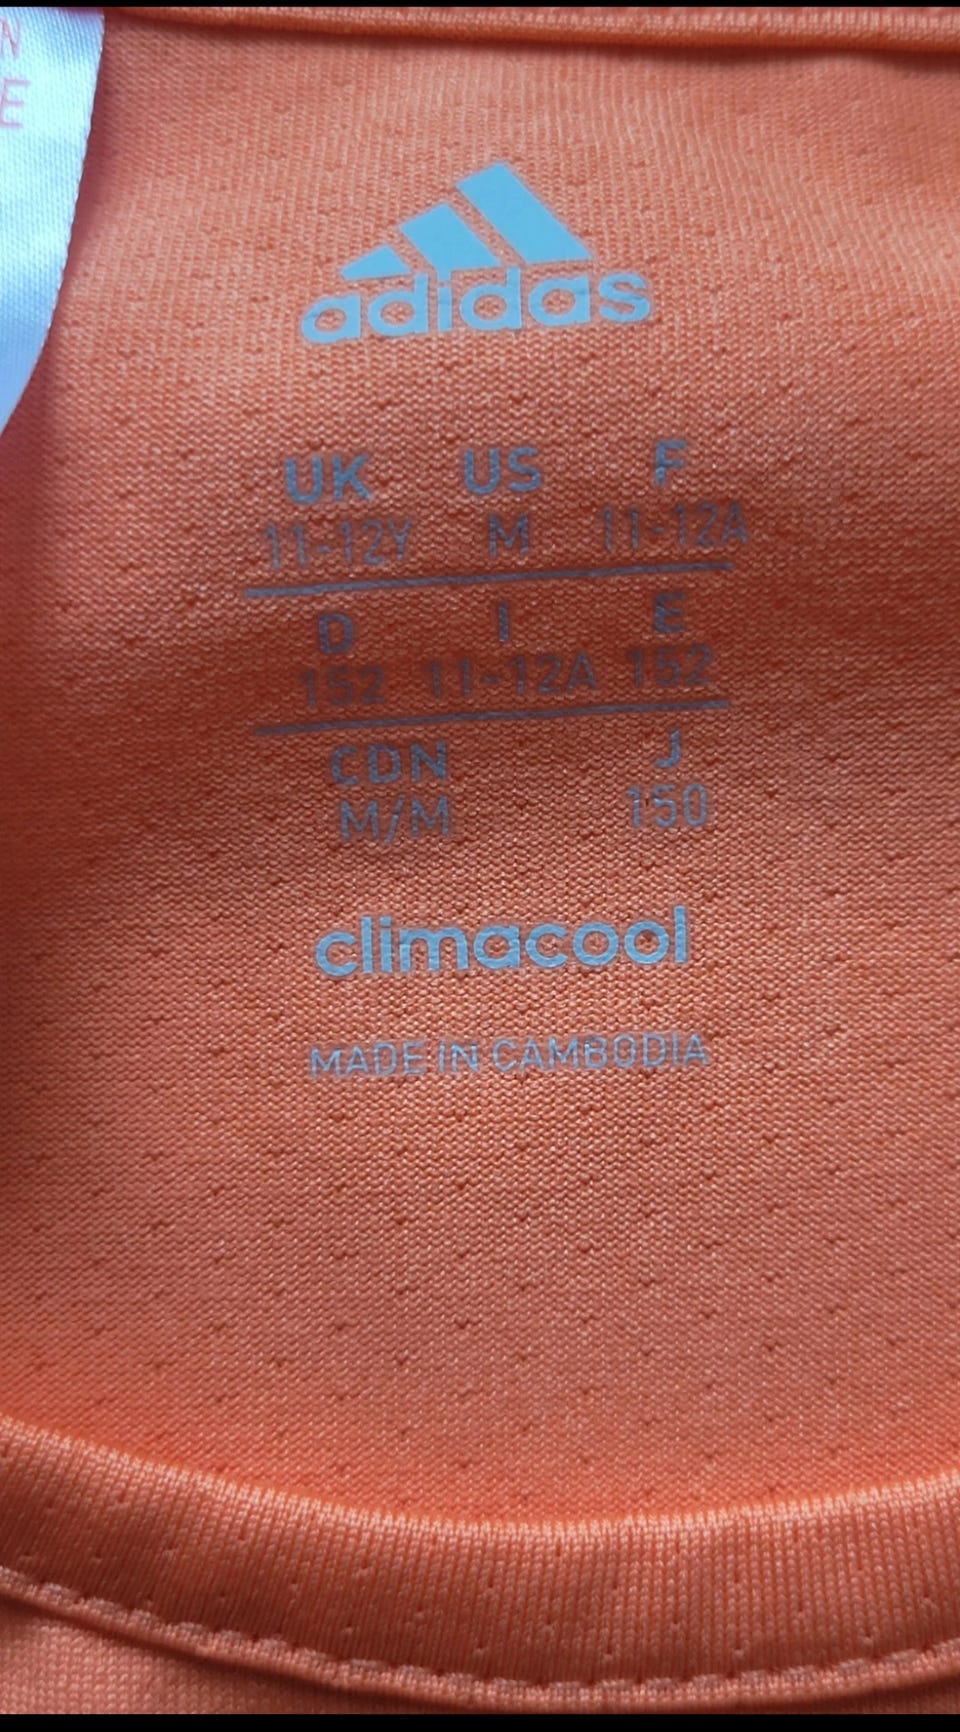 N
E
adidas
UK US F
11-12Y M 11-12A
D I E
152 11-12A 152
CDN J
M/M 150
climacool
MADE IN CAMBODIA